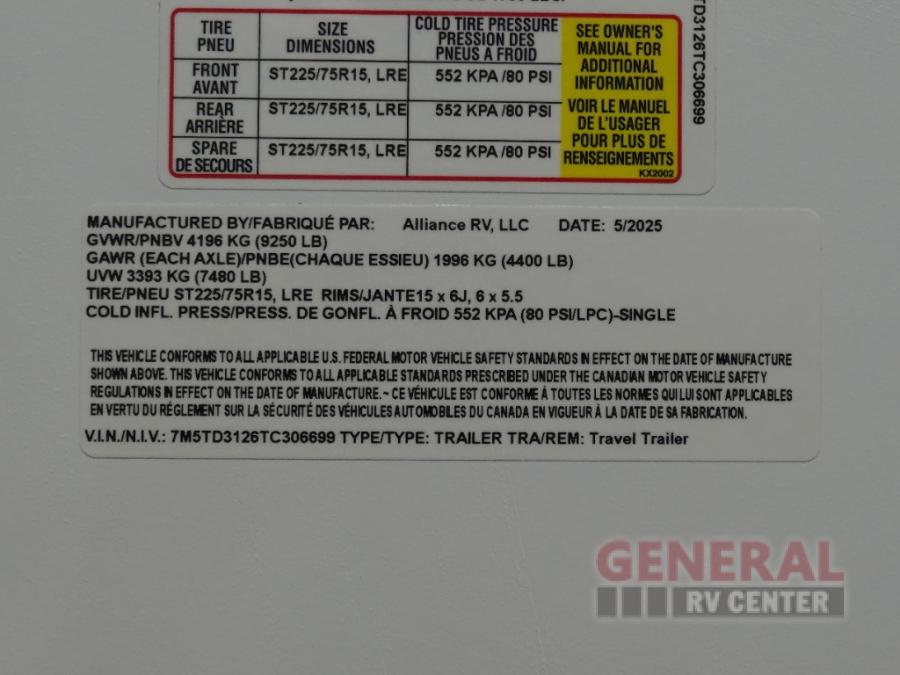 TIRE
PNEU
SIZE
DIMENSIONS
COLD TIRE PRESSURE
PRESSION DES
PNEUS A FROID
SEE OWNER'S
MANUAL FOR
ADDITIONAL
INFORMATION
VOIR LE MANUEL
DE L'USAGER
POUR PLUS DE
RENSEIGNEMENTS
KX2002
FRONT
AVANT
ST225/75R15, LRE
552 KPA /80 PSI
REAR
ARRIÈRE
ST225/75R15, LRE
552 KPA /80 PSI
SPARE
DE SECOURS
ST225/75R15, LRE
552 KPA /80 PSI
TD3126TC306699
MANUFACTURED BY/FABRIQUÉ PAR: Alliance RV, LLC DATE: 5/2025
GVWR/PNBV 4196 KG (9250 LB)
GAWR (EACH AXLE)/PNBE(CHAQUE ESSIEU) 1996 KG (4400 LB)
UVW 3393 KG (7480 LB)
TIRE/PNEU ST225/75R15, LRE RIMS/JANTE15 x 6J, 6 x 5.5
COLD INFL. PRESS/PRESS. DE GONFL. À FROID 552 KPA (80 PSI/LPC)-SINGLE
THIS VEHICLE CONFORMS TO ALL APPLICABLE U.S. FEDERAL MOTOR VEHICLE SAFETY STANDARDS IN EFFECT ON THE DATE OF MANUFACTURE
SHOWN ABOVE. THIS VEHICLE CONFORMS TO ALL APPLICABLE STANDARDS PRESCRIBED UNDER THE CANADIAN MOTOR VEHICLE SAFETY
REGULATIONS IN EFFECT ON THE DATE OF MANUFACTURE. ~ CE VÉHICULE EST CONFORME À TOUTES LES NORMES QUI LUI SONT APPLICABLES
EN VERTU DU RÉGLEMENT SUR LA SÉCURITÉ DES VÉHICULES AUTOMOBILES DU CANADA EN VIGUEUR À LA DATE DE SA FABRICATION.
V.I.N./N.I.V.: 7M5TD3126TC306699 TYPE/TYPE: TRAILER TRA/REM: Travel Trailer
GENERAL
RV CENTER